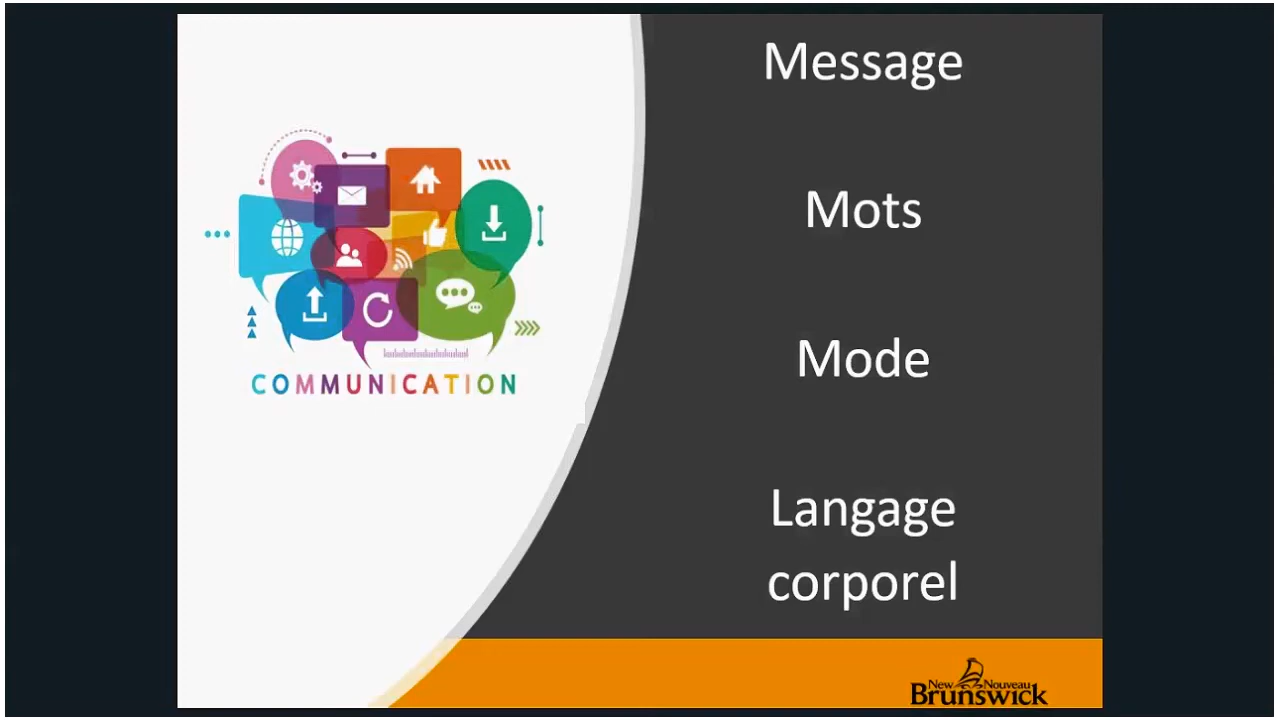 COMMUNICATION
Message
Mots
Mode
Langage
corporel
New Nouveau
Brunswick